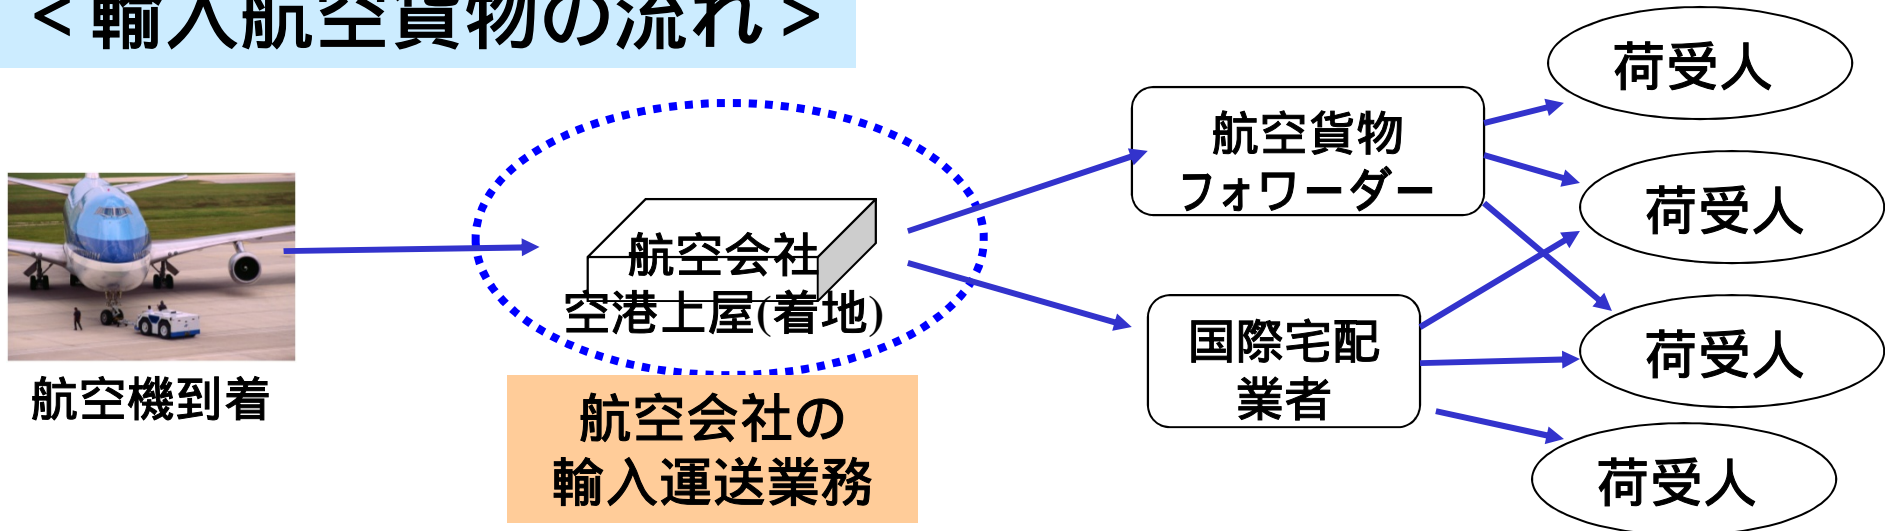 ＜輸入航空貨物の流れ＞
荷受人
航空貨物
フォワーダー
荷受人
航空会社
空港上屋(着地)
国際宅配
業者
荷受人
航空機到着
航空会社の
輸入運送業務
荷受人